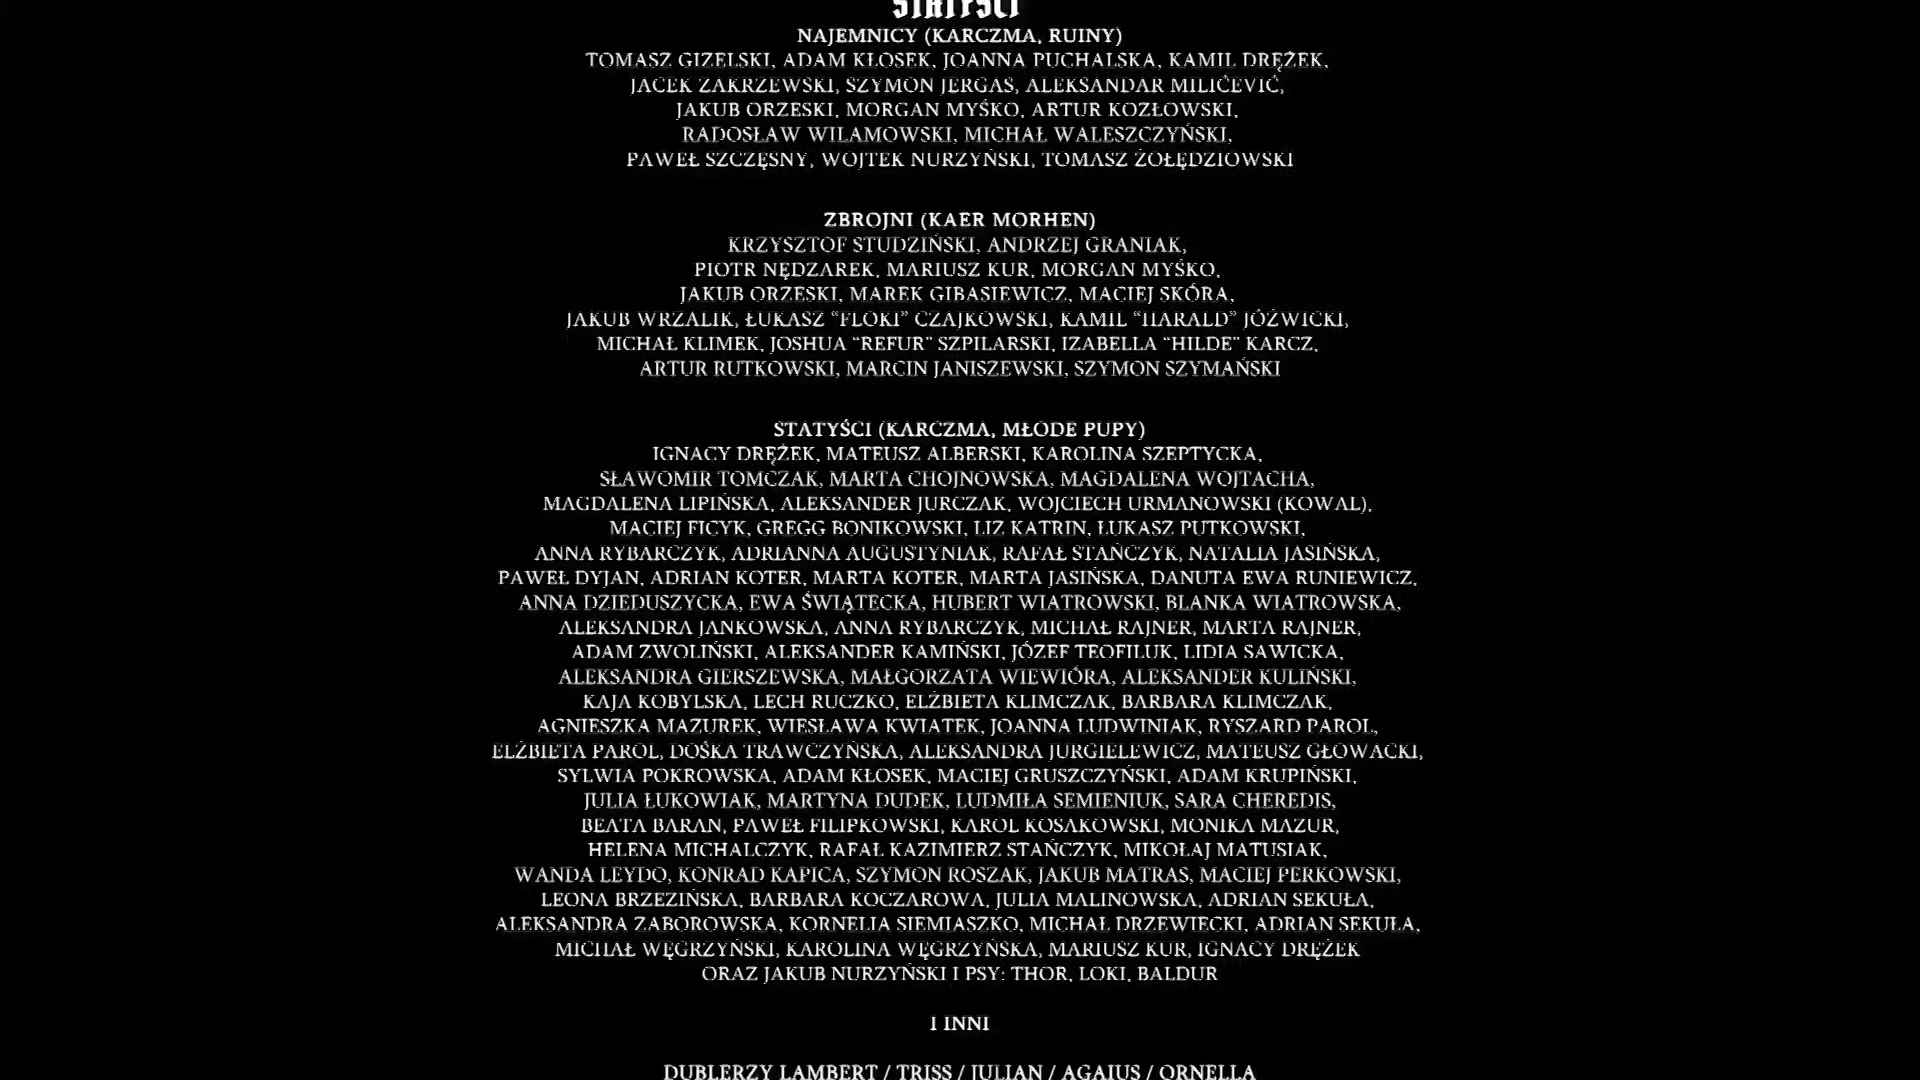 STATYŚCI
NAJEMNICY (KARCZMA, RUINY)
TOMASZ GIZELSKI, ADAM KŁOSEK, JOANNA PUCHALSKA, KAMIL DRĘŻEK,
JACEK ZAKRZEWSKI, SZYMON JERGAS, ALEKSANDAR MILIĆEVIĆ,
JAKUB ORZESKI, MORGAN MYŚKO, ARTUR KOZŁOWSKI,
RADOSŁAW WILAMOWSKI, MICHAŁ WALESZCZYŃSKI,
PAWEŁ SZCZĘSNY, WOJTEK NURZYŃSKI, TOMASZ ŻOŁĘDZIOWSKI
ZBROJNI (KAER MORHEN)
KRZYSZTOF STUDZIŃSKI, ANDRZEJ GRANIAK,
PIOTR NĘDZAREK, MARIUSZ KUR, MORGAN MYŚKO,
JAKUB ORZESKI, MAREK GIBASIEWICZ, MACIEJ SKÓRA,
JAKUB WRZALIK, ŁUKASZ “FLOKI” CZAJKOWSKI, KAMIL “HARALD” JÓŹWICKI,
MICHAŁ KLIMEK, JOSHUA “REFUR” SZPILARSKI, IZABELLA “HILDE” KARCZ,
ARTUR RUTKOWSKI, MARCIN JANISZEWSKI, SZYMON SZYMAŃSKI
STATYŚCI (KARCZMA, MŁODE PUPY)
IGNACY DRĘŻEK, MATEUSZ ALBERSKI, KAROLINA SZEPTYCKA,
SŁAWOMIR TOMCZAK, MARTA CHOJNOWSKA, MAGDALENA WOJTACHA,
MAGDALENA LIPIŃSKA, ALEKSANDER JURCZAK, WOJCIECH URMANOWSKI (KOWAL),
MACIEJ FICYK, GREGG BONIKOWSKI, LIZ KATRIN, ŁUKASZ PUTKOWSKI,
ANNA RYBARCZYK, ADRIANNA AUGUSTYNIAK, RAFAŁ STAŃCZYK, NATALIA JASIŃSKA,
PAWEŁ DYJAN, ADRIAN KOTER, MARTA KOTER, MARTA JASIŃSKA, DANUTA EWA RUNIEWICZ,
ANNA DZIEDUSZYCKA, EWA ŚWIĄTECKA, HUBERT WIATROWSKI, BLANKA WIATROWSKA,
ALEKSANDRA JANKOWSKA, ANNA RYBARCZYK, MICHAŁ RAJNER, MARTA RAJNER,
ADAM ZWOLIŃSKI, ALEKSANDER KAMIŃSKI, JÓZEF TEOFILUK, LIDIA SAWICKA,
ALEKSANDRA GIERSZEWSKA, MAŁGORZATA WIEWIÓRA, ALEKSANDER KULIŃSKI,
KAJA KOBYLSKA, LECH RUCZKO, ELŻBIETA KLIMCZAK, BARBARA KLIMCZAK,
AGNIESZKA MAZUREK, WIESŁAWA KWIATEK, JOANNA LUDWINIAK, RYSZARD PAROL,
ELŻBIETA PAROL, DOŚKA TRAWCZYŃSKA, ALEKSANDRA JURGIELEWICZ, MATEUSZ GŁOWACKI,
SYLWIA POKROWSKA, ADAM KŁOSEK, MACIEJ GRUSZCZYŃSKI, ADAM KRUPIŃSKI,
JULIA ŁUKOWIAK, MARTYNA DUDEK, LUDMIŁA SEMIENIUK, SARA CHEREDIS,
BEATA BARAN, PAWEŁ FILIPKOWSKI, KAROL KOSAKOWSKI, MONIKA MAZUR,
HELENA MICHALCZYK, RAFAŁ KAZIMIERZ STAŃCZYK, MIKOŁAJ MATUSIAK,
WANDA LEYDO, KONRAD KAPICA, SZYMON ROSZAK, JAKUB MATRAS, MACIEJ PERKOWSKI,
LEONA BRZEZIŃSKA, BARBARA KOCZAROWA, JULIA MALINOWSKA, ADRIAN SEKUŁA,
ALEKSANDRA ZABOROWSKA, KORNELIA SIEMIASZKO, MICHAŁ DRZEWIECKI, ADRIAN SEKUŁA,
MICHAŁ WĘGRZYŃSKI, KAROLINA WĘGRZYŃSKA, MARIUSZ KUR, IGNACY DRĘŻEK
ORAZ JAKUB NURZYŃSKI I PSY: THOR, LOKI, BALDUR
I INNI
DUBLERZY LAMBERT / TRISS / JULIAN / AGAIUS / ORNELLA